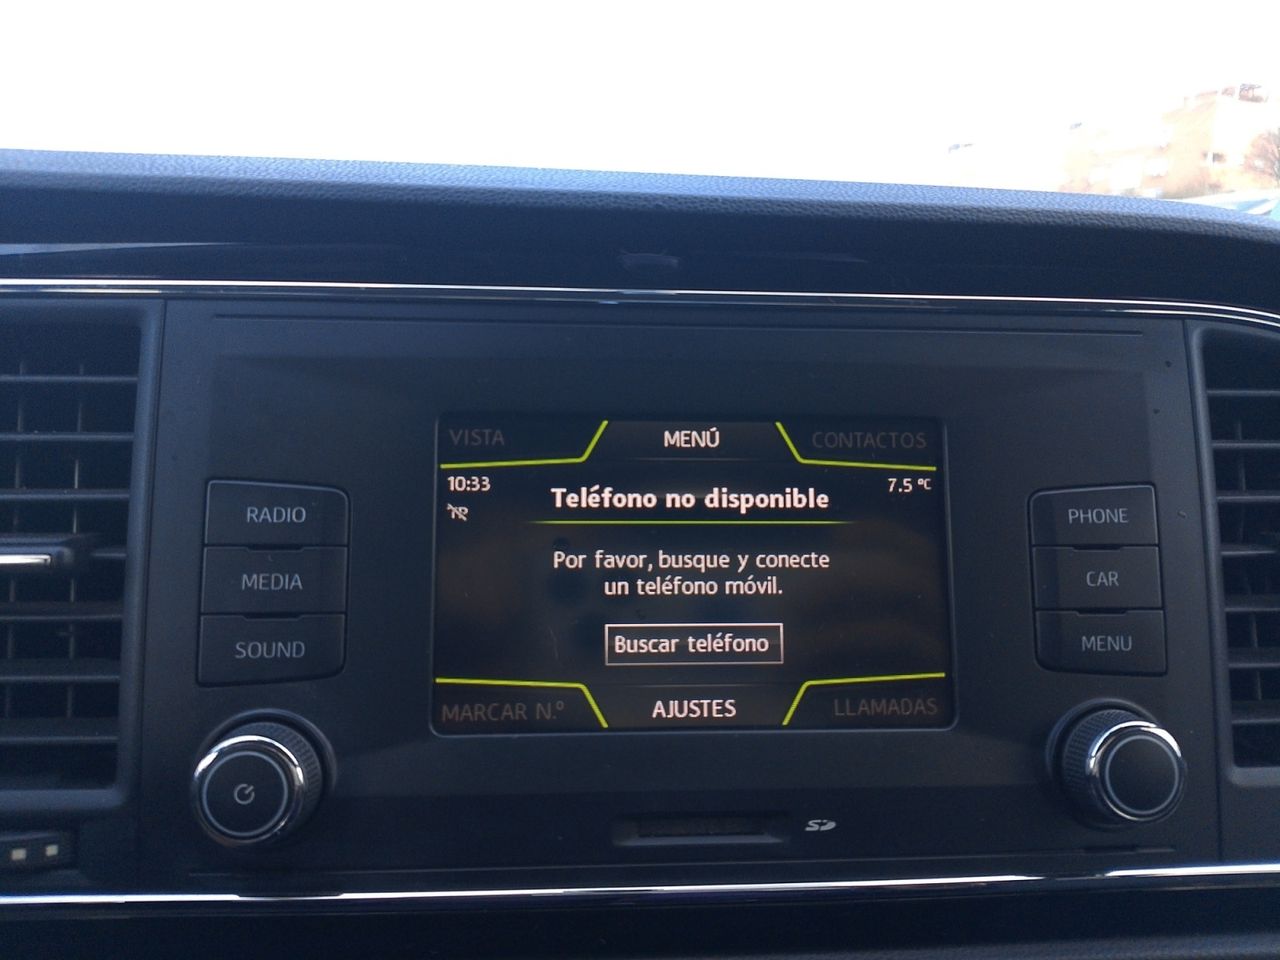 VISTA MENÚ CONTACTOS
10:33 7.5 ºC
Teléfono no disponible
Por favor, busque y conecte
un teléfono móvil.
Buscar teléfono
MARCAR N.º AJUSTES LLAMADAS
RADIO
MEDIA
SOUND
PHONE
CAR
MENU
SD